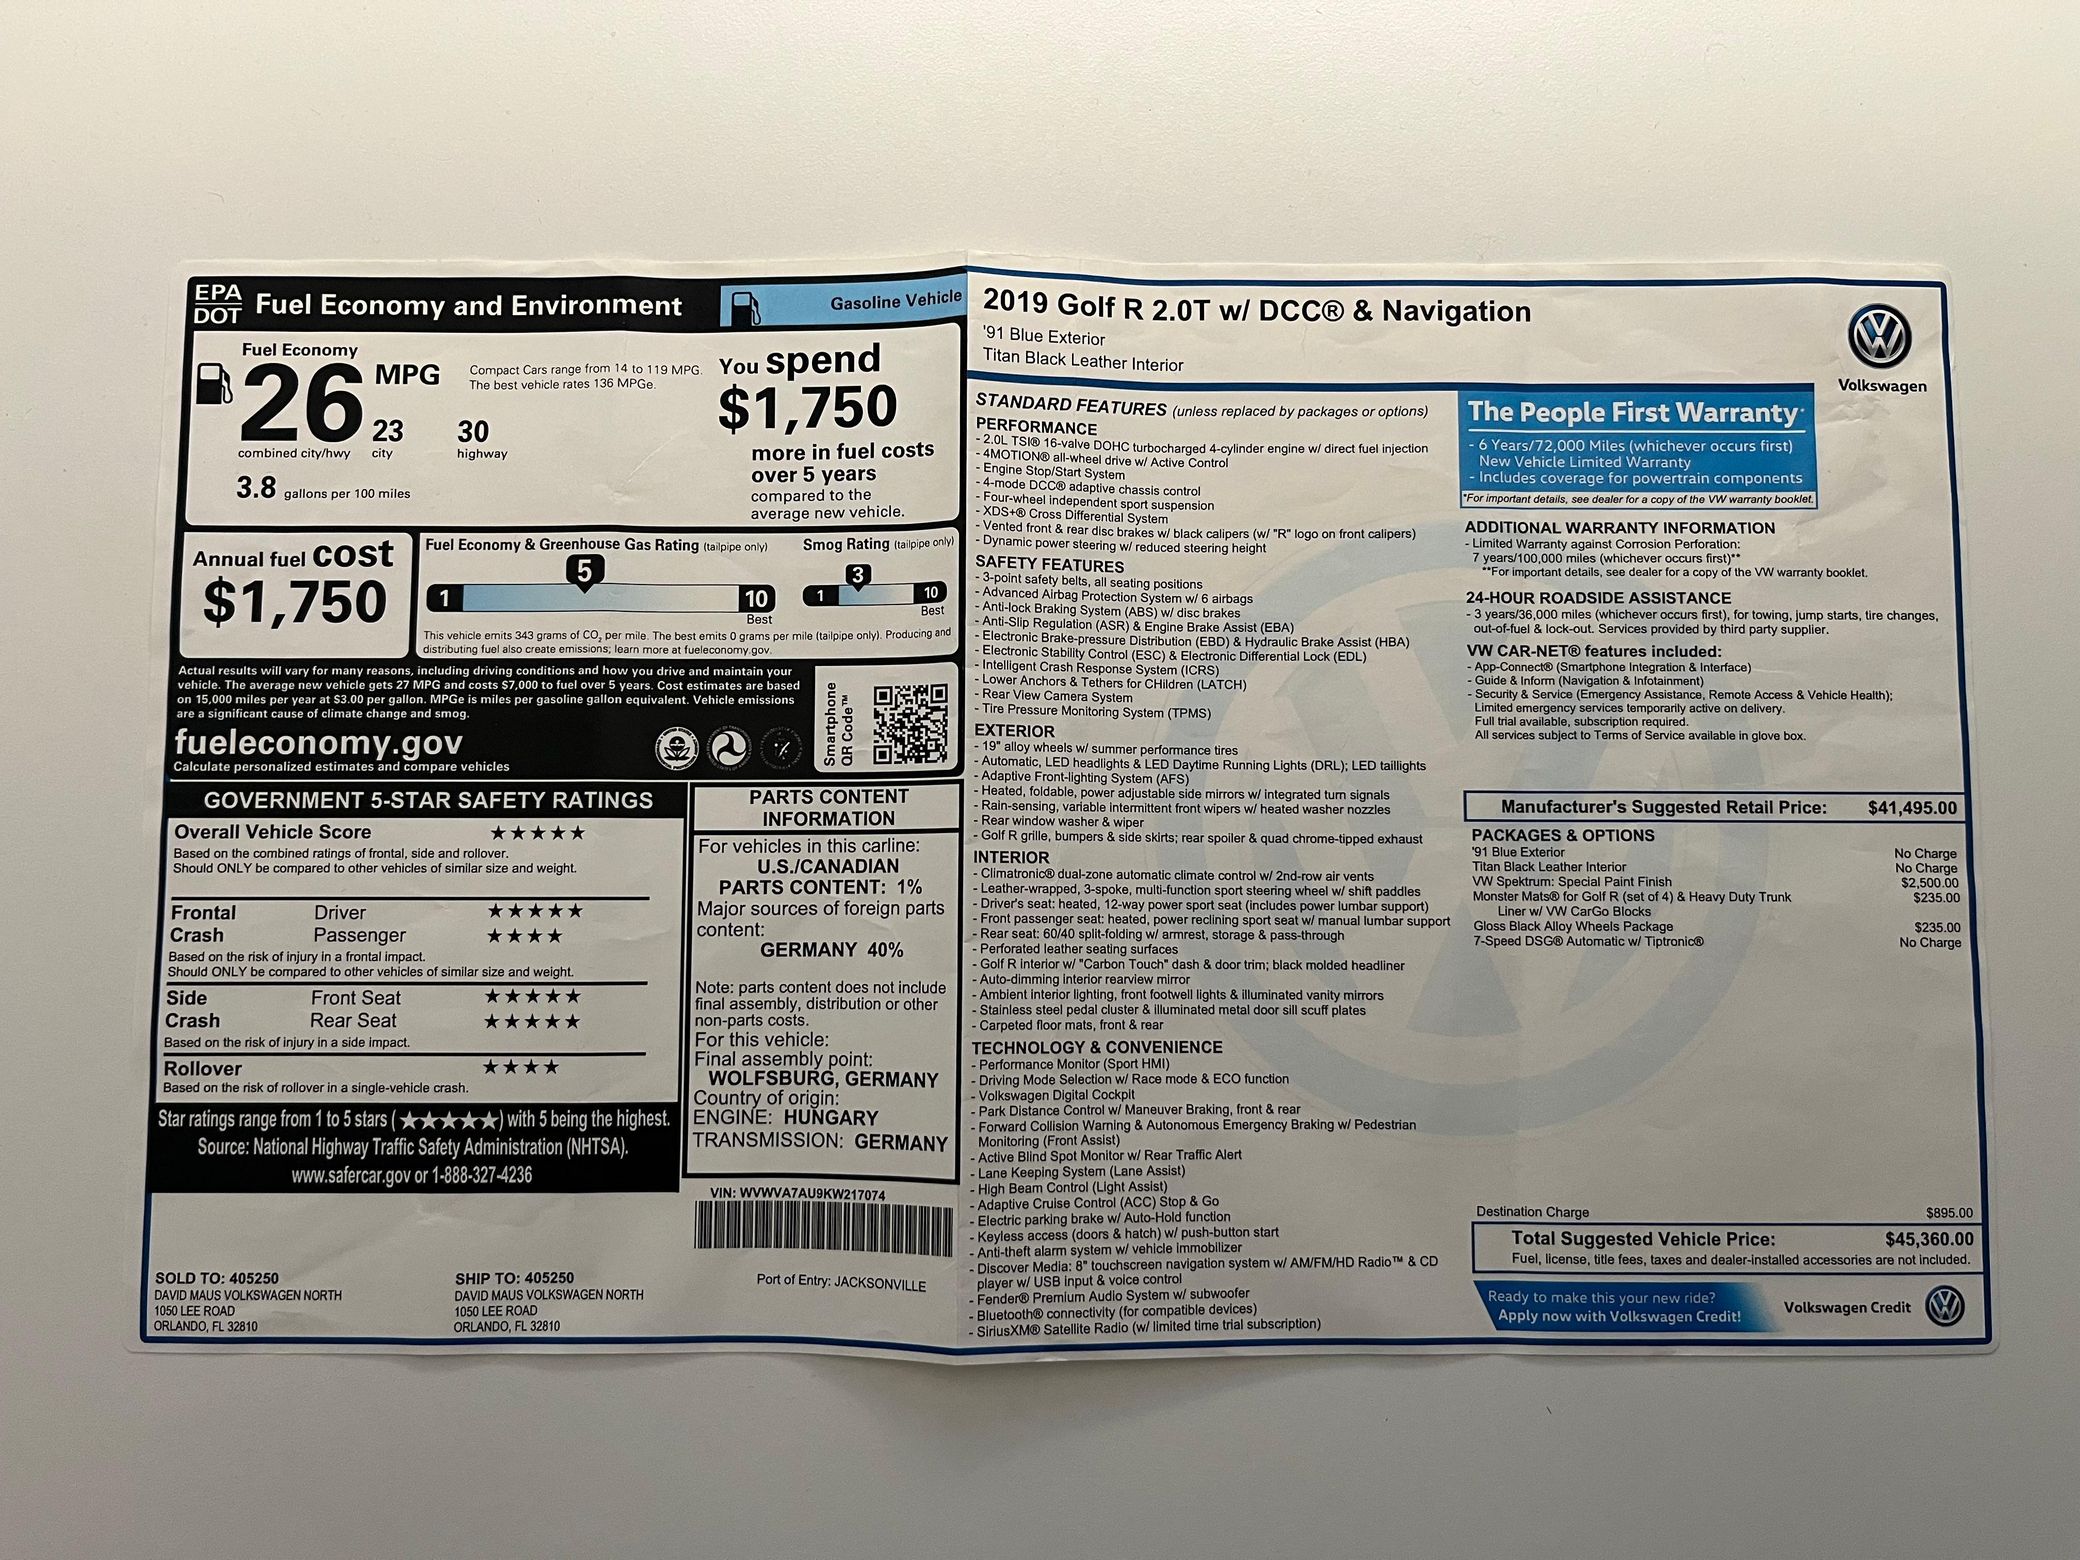 EPA
DOT
Fuel Economy and Environment
Gasoline Vehicle
Fuel Economy
26 MPG
Compact Cars range from 14 to 119 MPG.
The best vehicle rates 136 MPGe.
23
30
combined city/hwy city highway
3.8 gallons per 100 miles
You spend
$1,750
more in fuel costs
over 5 years
compared to the
average new vehicle.
Annual fuel cost
$1,750
Fuel Economy & Greenhouse Gas Rating (tailpipe only)
5
1 10
Best
Smog Rating (tailpipe only)
3
1 10
Best
This vehicle emits 343 grams of CO2 per mile. The best emits 0 grams per mile (tailpipe only). Producing and
distributing fuel also create emissions; learn more at fueleconomy.gov.
Actual results will vary for many reasons, including driving conditions and how you drive and maintain your
vehicle. The average new vehicle gets 27 MPG and costs $7,000 to fuel over 5 years. Cost estimates are based
on 15,000 miles per year at $3.00 per gallon. MPGe is miles per gasoline gallon equivalent. Vehicle emissions
are a significant cause of climate change and smog.
fueleconomy.gov
Calculate personalized estimates and compare vehicles
Smartphone
QR Code™
GOVERNMENT 5-STAR SAFETY RATINGS
Overall Vehicle Score ★★★★★
Based on the combined ratings of frontal, side and rollover.
Should ONLY be compared to other vehicles of similar size and weight.
Frontal Driver ★★★★★
Crash Passenger ★★★★
Based on the risk of injury in a frontal impact.
Should ONLY be compared to other vehicles of similar size and weight.
Side Front Seat ★★★★★
Crash Rear Seat ★★★★★
Based on the risk of injury in a side impact.
Rollover ★★★★
Based on the risk of rollover in a single-vehicle crash.
Star ratings range from 1 to 5 stars (★★★★★) with 5 being the highest.
Source: National Highway Traffic Safety Administration (NHTSA).
www.safercar.gov or 1-888-327-4236
PARTS CONTENT
INFORMATION
For vehicles in this carline:
U.S./CANADIAN
PARTS CONTENT: 1%
Major sources of foreign parts
content:
GERMANY 40%
Note: parts content does not include
final assembly, distribution or other
non-parts costs.
For this vehicle:
Final assembly point:
WOLFSBURG, GERMANY
Country of origin:
ENGINE: HUNGARY
TRANSMISSION: GERMANY
VIN: WVWVA7AU9KW217074
Port of Entry: JACKSONVILLE
SOLD TO: 405250
DAVID MAUS VOLKSWAGEN NORTH
1050 LEE ROAD
ORLANDO, FL 32810
SHIP TO: 405250
DAVID MAUS VOLKSWAGEN NORTH
1050 LEE ROAD
ORLANDO, FL 32810
2019 Golf R 2.0T w/ DCC® & Navigation
'91 Blue Exterior
Titan Black Leather Interior
Volkswagen
STANDARD FEATURES (unless replaced by packages or options)
PERFORMANCE
- 2.0L TSI® 16-valve DOHC turbocharged 4-cylinder engine w/ direct fuel injection
- 4MOTION® all-wheel drive w/ Active Control
- Engine Stop/Start System
- 4-mode DCC® adaptive chassis control
- Four-wheel independent sport suspension
- XDS+® Cross Differential System
- Vented front & rear disc brakes w/ black calipers (w/ "R" logo on front calipers)
- Dynamic power steering w/ reduced steering height
SAFETY FEATURES
- 3-point safety belts, all seating positions
- Advanced Airbag Protection System w/ 6 airbags
- Anti-lock Braking System (ABS) w/ disc brakes
- Anti-Slip Regulation (ASR) & Engine Brake Assist (EBA)
- Electronic Brake-pressure Distribution (EBD) & Hydraulic Brake Assist (HBA)
- Electronic Stability Control (ESC) & Electronic Differential Lock (EDL)
- Intelligent Crash Response System (ICRS)
- Lower Anchors & Tethers for CHildren (LATCH)
- Rear View Camera System
- Tire Pressure Monitoring System (TPMS)
EXTERIOR
- 19" alloy wheels w/ summer performance tires
- Automatic, LED headlights & LED Daytime Running Lights (DRL); LED taillights
- Adaptive Front-lighting System (AFS)
- Heated, foldable, power adjustable side mirrors w/ integrated turn signals
- Rain-sensing, variable intermittent front wipers w/ heated washer nozzles
- Rear window washer & wiper
- Golf R grille, bumpers & side skirts; rear spoiler & quad chrome-tipped exhaust
INTERIOR
- Climatronic® dual-zone automatic climate control w/ 2nd-row air vents
- Leather-wrapped, 3-spoke, multi-function sport steering wheel w/ shift paddles
- Driver's seat: heated, 12-way power sport seat (includes power lumbar support)
- Front passenger seat: heated, power reclining sport seat w/ manual lumbar support
- Rear seat: 60/40 split-folding w/ armrest, storage & pass-through
- Perforated leather seating surfaces
- Golf R interior w/ "Carbon Touch" dash & door trim; black molded headliner
- Auto-dimming interior rearview mirror
- Ambient interior lighting, front footwell lights & illuminated vanity mirrors
- Stainless steel pedal cluster & illuminated metal door sill scuff plates
- Carpeted floor mats, front & rear
TECHNOLOGY & CONVENIENCE
- Performance Monitor (Sport HMI)
- Driving Mode Selection w/ Race mode & ECO function
- Volkswagen Digital Cockpit
- Park Distance Control w/ Maneuver Braking, front & rear
- Forward Collision Warning & Autonomous Emergency Braking w/ Pedestrian
Monitoring (Front Assist)
- Active Blind Spot Monitor w/ Rear Traffic Alert
- Lane Keeping System (Lane Assist)
- High Beam Control (Light Assist)
- Adaptive Cruise Control (ACC) Stop & Go
- Electric parking brake w/ Auto-Hold function
- Keyless access (doors & hatch) w/ push-button start
- Anti-theft alarm system w/ vehicle immobilizer
- Discover Media: 8" touchscreen navigation system w/ AM/FM/HD Radio™ & CD
player w/ USB input & voice control
- Fender® Premium Audio System w/ subwoofer
- Bluetooth® connectivity (for compatible devices)
- SiriusXM® Satellite Radio (w/ limited time trial subscription)
The People First Warranty*
- 6 Years/72,000 Miles (whichever occurs first)
New Vehicle Limited Warranty
- Includes coverage for powertrain components
*For important details, see dealer for a copy of the VW warranty booklet.
ADDITIONAL WARRANTY INFORMATION
- Limited Warranty against Corrosion Perforation:
7 years/100,000 miles (whichever occurs first)**
**For important details, see dealer for a copy of the VW warranty booklet.
24-HOUR ROADSIDE ASSISTANCE
- 3 years/36,000 miles (whichever occurs first), for towing, jump starts, tire changes,
out-of-fuel & lock-out. Services provided by third party supplier.
VW CAR-NET® features included:
- App-Connect® (Smartphone Integration & Interface)
- Guide & Inform (Navigation & Infotainment)
- Security & Service (Emergency Assistance, Remote Access & Vehicle Health);
Limited emergency services temporarily active on delivery.
Full trial available, subscription required.
All services subject to Terms of Service available in glove box.
Manufacturer's Suggested Retail Price: $41,495.00
PACKAGES & OPTIONS
'91 Blue Exterior No Charge
Titan Black Leather Interior No Charge
VW Spektrum: Special Paint Finish $2,500.00
Monster Mats® for Golf R (set of 4) & Heavy Duty Trunk $235.00
Liner w/ VW CarGo Blocks
Gloss Black Alloy Wheels Package $235.00
7-Speed DSG® Automatic w/ Tiptronic® No Charge
Destination Charge $895.00
Total Suggested Vehicle Price: $45,360.00
Fuel, license, title fees, taxes and dealer-installed accessories are not included.
Ready to make this your new ride?
Apply now with Volkswagen Credit!
Volkswagen Credit